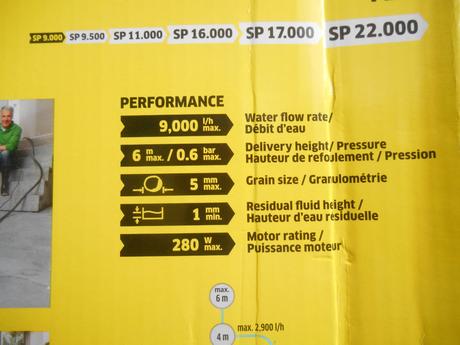 SP 9.000 SP 9.500 SP 11.000 SP 16.000 SP 17.000 SP 22.000
PERFORMANCE
9,000 l/h max. Water flow rate/
Débit d'eau
6 m max. / 0.6 bar max. Delivery height/ Pressure
Hauteur de refoulement / Pression
5 mm max. Grain size / Granulométrie
1 mm min. Residual fluid height /
Hauteur d'eau résiduelle
280 W max. Motor rating /
Puissance moteur
max.
6 m
4 m max. 2,900 l/h